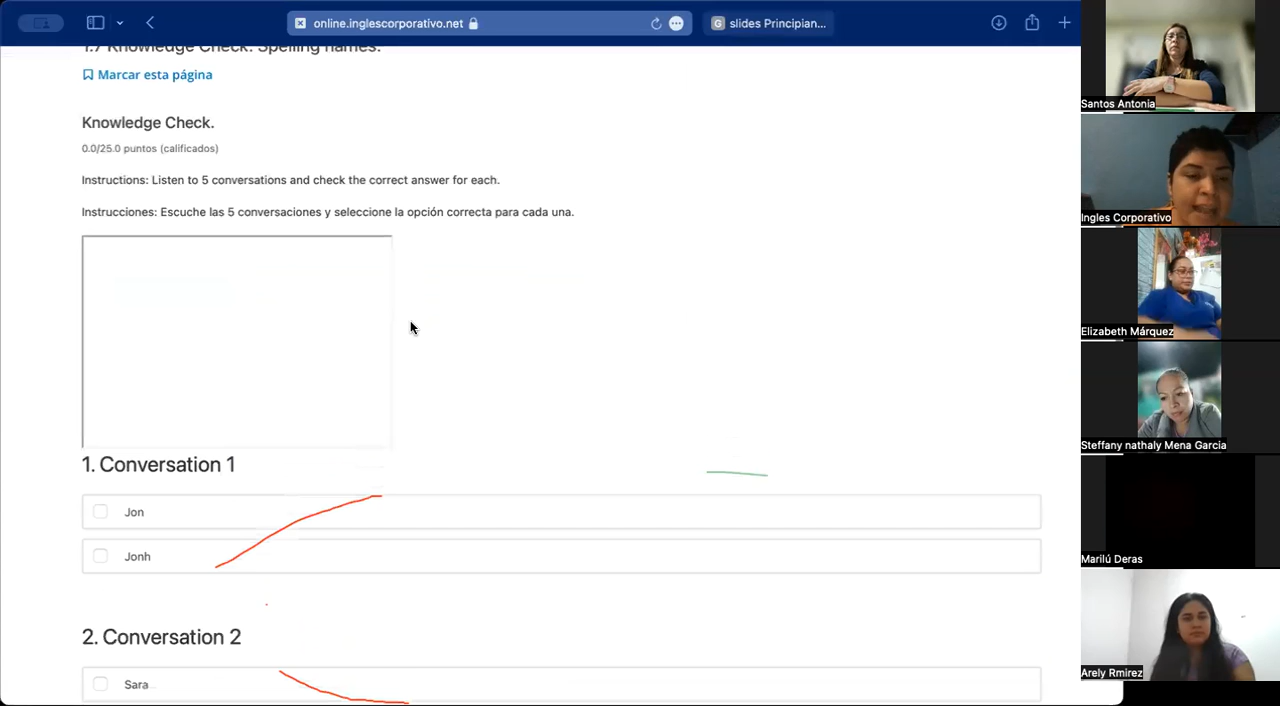 online.inglescorporativo.net
slides Principian...
1.7 Knowledge Check. Spelling names.
Marcar esta página
Knowledge Check.
0.0/25.0 puntos (calificados)
Instructions: Listen to 5 conversations and check the correct answer for each.
Instrucciones: Escuche las 5 conversaciones y seleccione la opción correcta para cada una.
1. Conversation 1
Jon
Jonh
2. Conversation 2
Sara
Santos Antonia
Ingles Corporativo
Elizabeth Márquez
Steffany nathaly Mena Garcia
Marilú Deras
Arely Rmirez